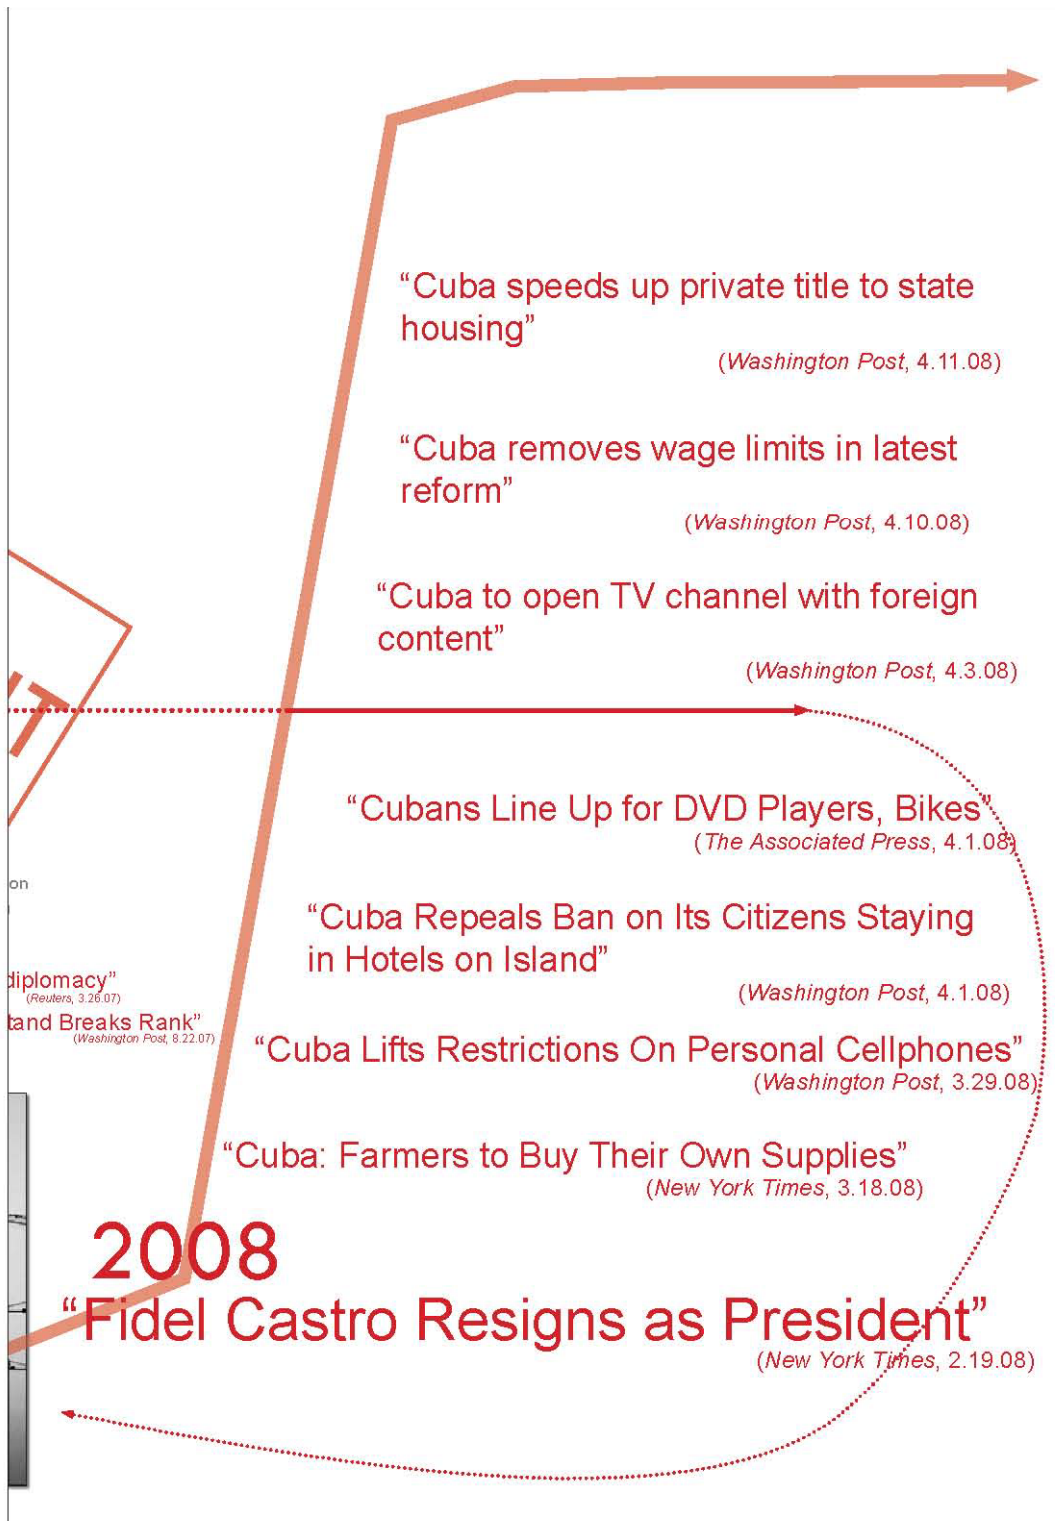 “Cuba speeds up private title to state
housing”
(Washington Post, 4.11.08)
“Cuba removes wage limits in latest
reform”
(Washington Post, 4.10.08)
“Cuba to open TV channel with foreign
content”
(Washington Post, 4.3.08)
IT
“Cubans Line Up for DVD Players, Bikes”
(The Associated Press, 4.1.08)
on
“Cuba Repeals Ban on Its Citizens Staying
in Hotels on Island”
(Washington Post, 4.1.08)
diplomacy”
(Reuters, 3.26.07)
tand Breaks Rank”
(Washington Post, 8.22.07)
“Cuba Lifts Restrictions On Personal Cellphones”
(Washington Post, 3.29.08)
“Cuba: Farmers to Buy Their Own Supplies”
(New York Times, 3.18.08)
2008
“Fidel Castro Resigns as President”
(New York Times, 2.19.08)